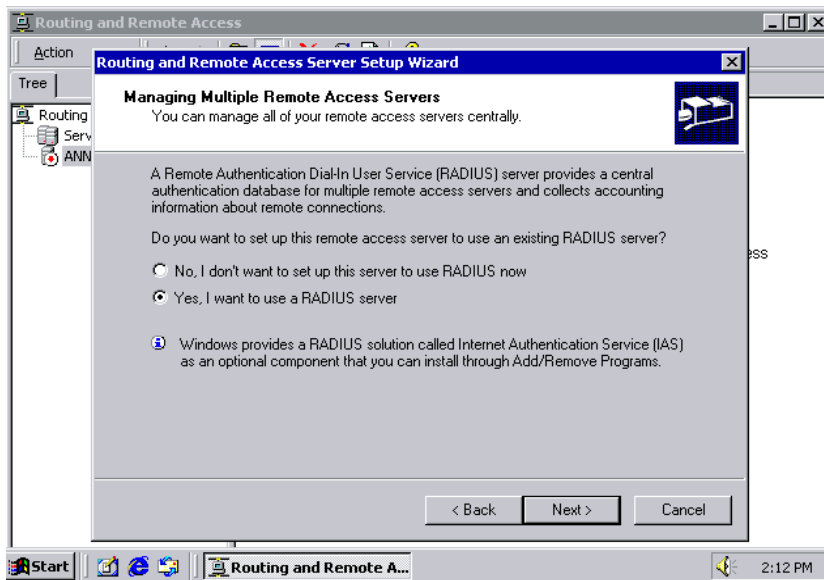 Routing and Remote Access
Action
Routing and Remote Access Server Setup Wizard
Tree
Managing Multiple Remote Access Servers
You can manage all of your remote access servers centrally.
Routing
Serv
ANN
A Remote Authentication Dial-In User Service (RADIUS) server provides a central
authentication database for multiple remote access servers and collects accounting
information about remote connections.
Do you want to set up this remote access server to use an existing RADIUS server?
ess
No, I don't want to set up this server to use RADIUS now
Yes, I want to use a RADIUS server
Windows provides a RADIUS solution called Internet Authentication Service (IAS)
as an optional component that you can install through Add/Remove Programs.
< Back
Next >
Cancel
Start
Routing and Remote A...
2:12 PM